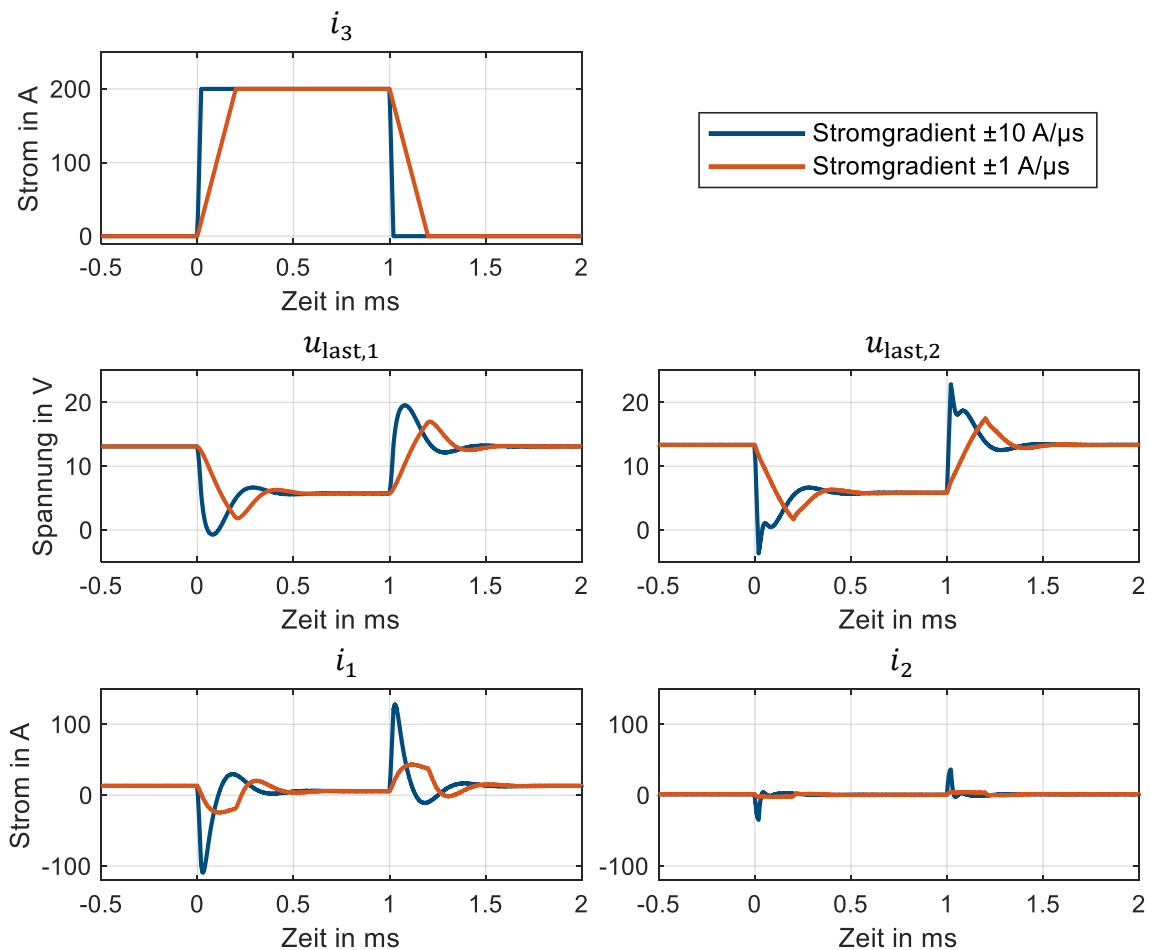 i₃
Strom in A
200
100
0
-0.5 0 0.5 1 1.5 2
Zeit in ms
Stromgradient ±10 A/µs
Stromgradient ±1 A/µs
u_last,1
Spannung in V
20
10
0
-0.5 0 0.5 1 1.5 2
Zeit in ms
u_last,2
20
10
0
-0.5 0 0.5 1 1.5 2
Zeit in ms
i₁
Strom in A
100
0
-100
-0.5 0 0.5 1 1.5 2
Zeit in ms
i₂
100
0
-100
-0.5 0 0.5 1 1.5 2
Zeit in ms